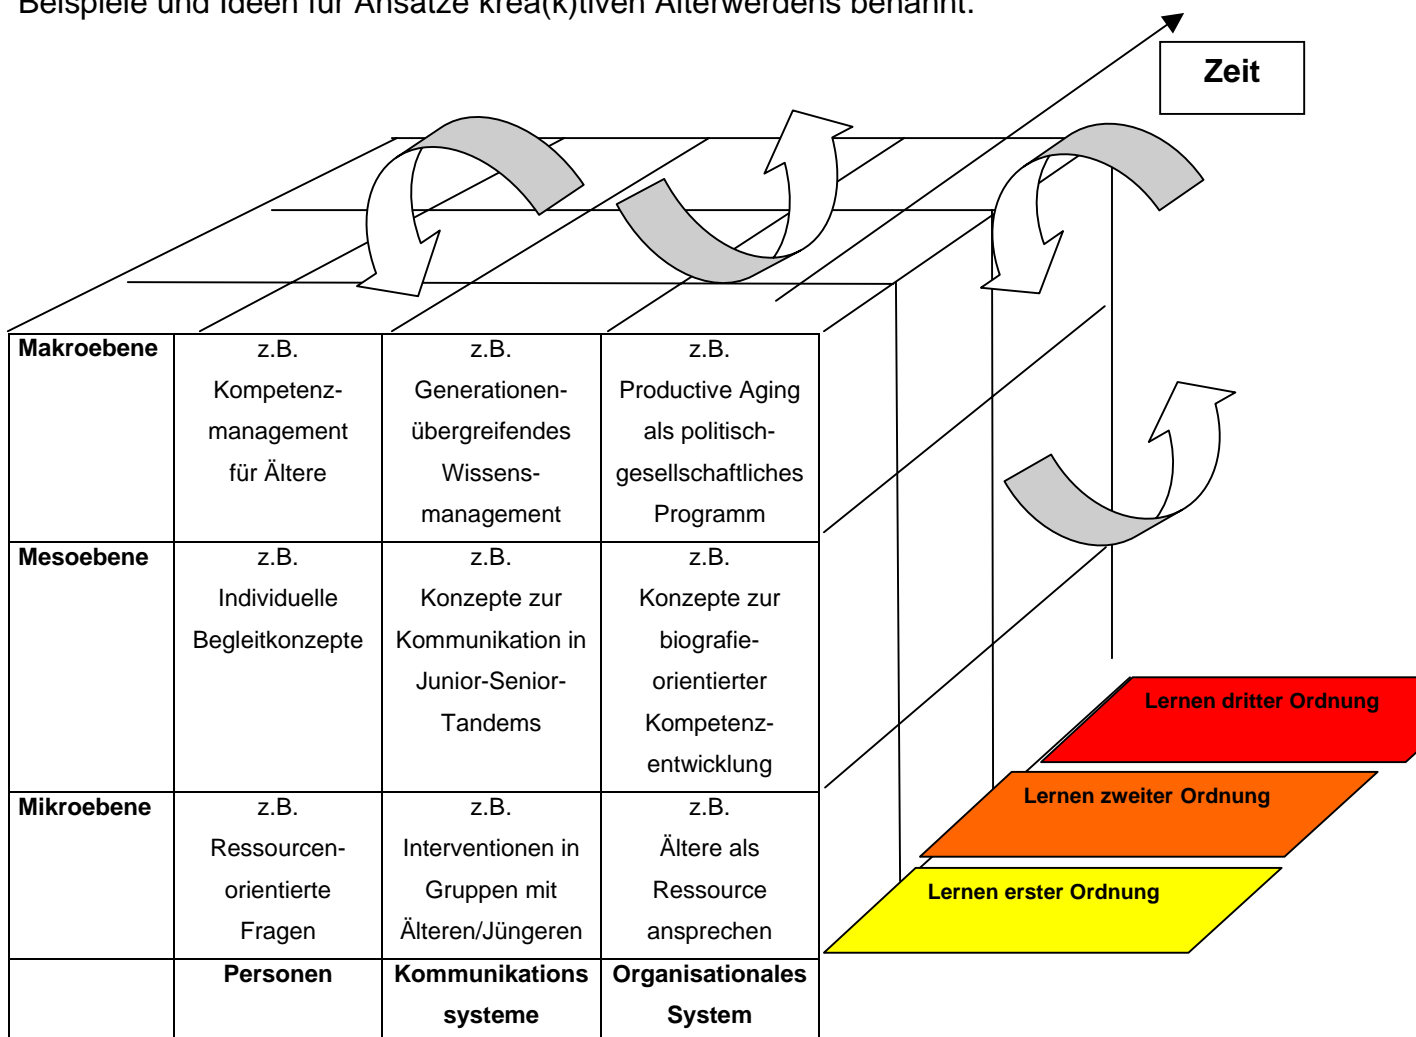 Beispiele und Ideen für Ansätze krea(k)tiven Alterwerdens benannt.
Zeit
Makroebene
z.B.
Kompetenz-
management
für Ältere
z.B.
Generationen-
übergreifendes
Wissens-
management
z.B.
Productive Aging
als politisch-
gesellschaftliches
Programm
Mesoebene
z.B.
Individuelle
Begleitkonzepte
z.B.
Konzepte zur
Kommunikation in
Junior-Senior-
Tandems
z.B.
Konzepte zur
biografie-
orientierter
Kompetenz-
entwicklung
Mikroebene
z.B.
Ressourcen-
orientierte
Fragen
z.B.
Interventionen in
Gruppen mit
Älteren/Jüngeren
z.B.
Ältere als
Ressource
ansprechen
Personen
Kommunikations
systeme
Organisationales
System
Lernen dritter Ordnung
Lernen zweiter Ordnung
Lernen erster Ordnung